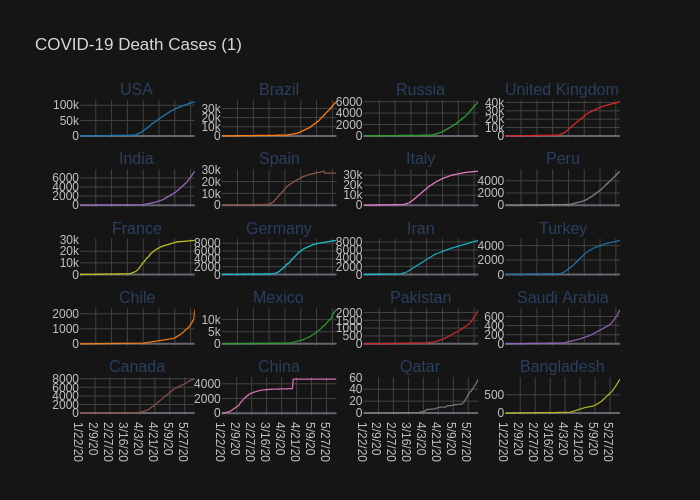 COVID-19 Death Cases (1)
USA Brazil Russia United Kingdom
100k 50k 0
30k 20k 10k 0
6000 4000 2000 0
40k 30k 20k 10k 0
India Spain Italy Peru
6000 4000 2000 0
30k 20k 10k 0
30k 20k 10k 0
4000 2000 0
France Germany Iran Turkey
30k 20k 10k 0
8000 6000 4000 2000 0
8000 6000 4000 2000 0
4000 2000 0
Chile Mexico Pakistan Saudi Arabia
2000 1000 0
10k 5k 0
2000 1500 1000 500 0
600 400 200 0
Canada China Qatar Bangladesh
8000 6000 4000 2000 0
4000 2000 0
60 40 20 0
500 0
1/22/20 2/9/20 2/27/20 3/16/20 4/3/20 4/21/20 5/9/20 5/27/20
1/22/20 2/9/20 2/27/20 3/16/20 4/3/20 4/21/20 5/9/20 5/27/20
1/22/20 2/9/20 2/27/20 3/16/20 4/3/20 4/21/20 5/9/20 5/27/20
1/22/20 2/9/20 2/27/20 3/16/20 4/3/20 4/21/20 5/9/20 5/27/20